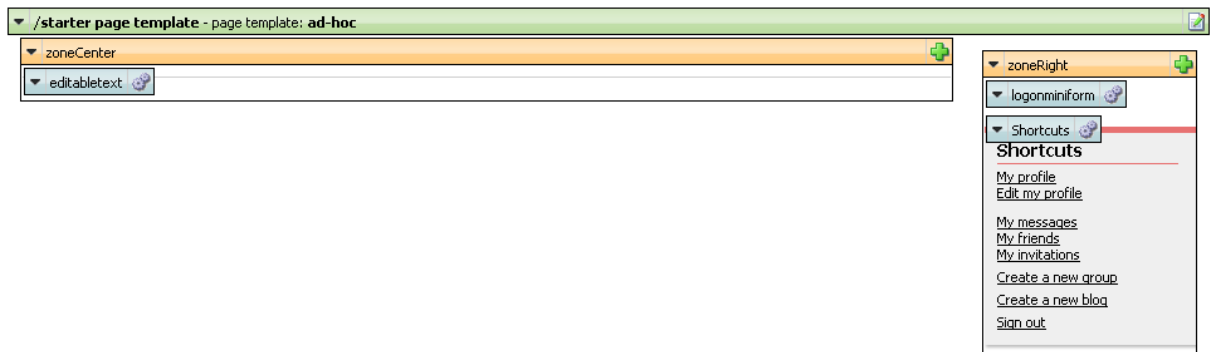 /starter page template - page template: ad-hoc
zoneCenter
editabletext
zoneRight
logonminiform
Shortcuts
Shortcuts
My profile
Edit my profile
My messages
My friends
My invitations
Create a new group
Create a new blog
Sign out